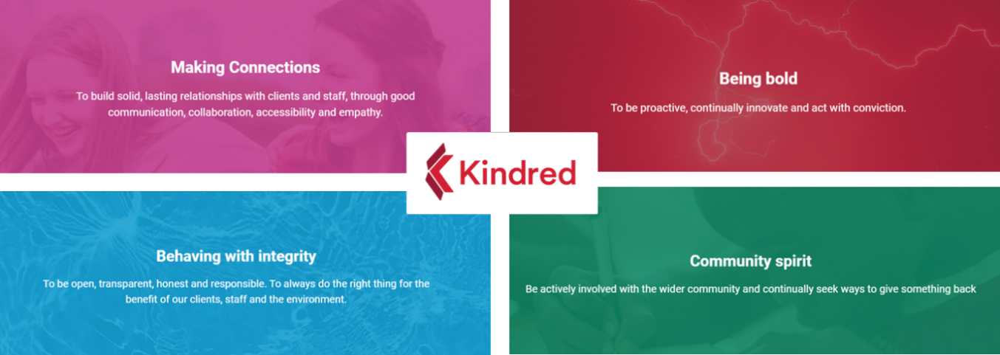 Making Connections
To build solid, lasting relationships with clients and staff, through good
communication, collaboration, accessibility and empathy.
Being bold
To be proactive, continually innovate and act with conviction.
Kindred
Behaving with integrity
To be open, transparent, honest and responsible. To always do the right thing for the
benefit of our clients, staff and the environment.
Community spirit
Be actively involved with the wider community and continually seek ways to give something back